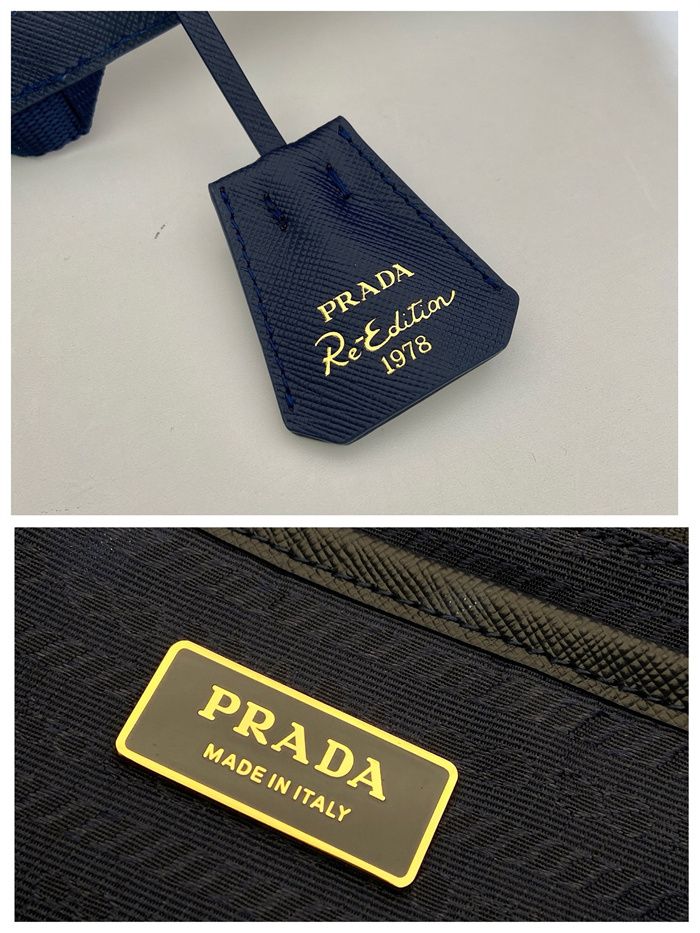 PRADA
Re-Edition
1978
PRADA
MADE IN ITALY